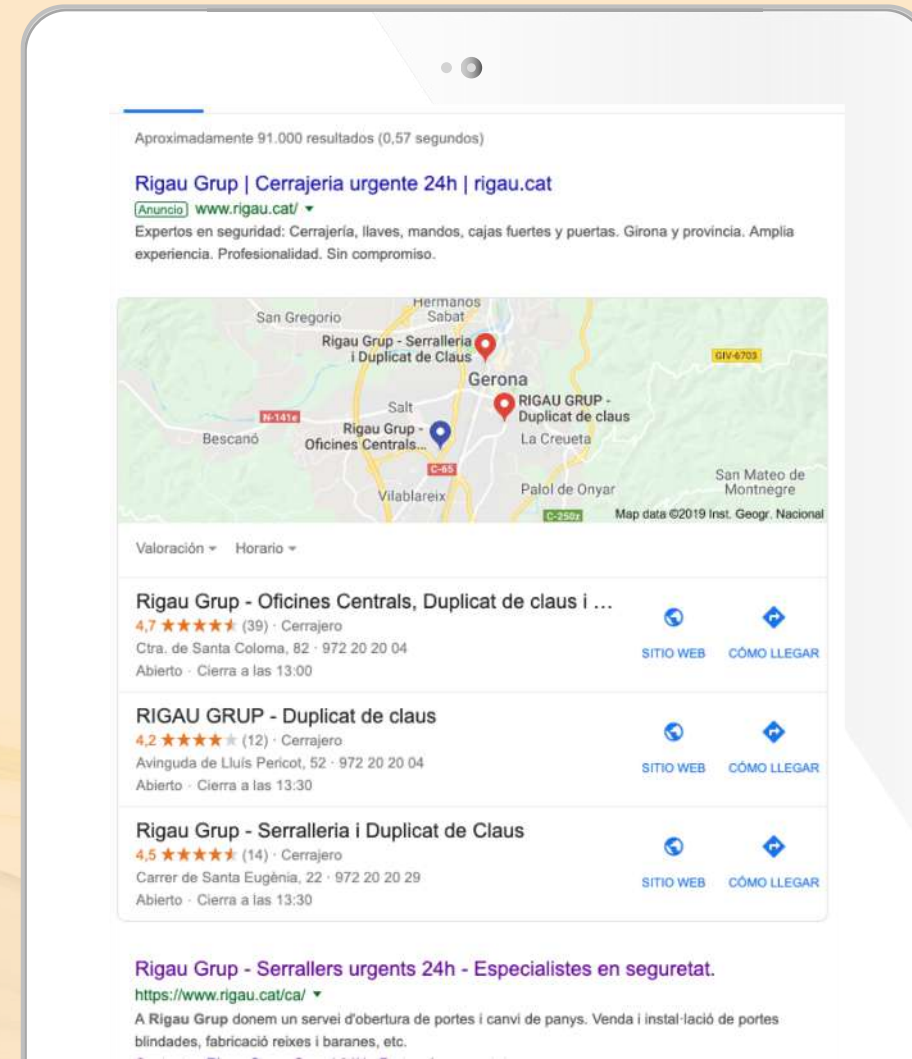 Aproximadamente 91.000 resultados (0,57 segundos)
Rigau Grup | Cerrajeria urgente 24h | rigau.cat
Anuncio www.rigau.cat/
Expertos en seguridad: Cerrajería, llaves, mandos, cajas fuertes y puertas. Girona y provincia. Amplia
experiencia. Profesionalidad. Sin compromiso.
Hermanos
Sabat
San Gregorio
Rigau Grup - Serralleria
i Duplicat de Claus
GIV-6703
Gerona
RIGAU GRUP -
Duplicat de claus
Salt
N-141e
Rigau Grup -
Oficines Centrals...
Bescanó
La Creueta
C-65
San Mateo de
Montnegre
Palol de Onyar
Vilablareix
C-250z
Map data ©2019 Inst. Geogr. Nacional
Valoración Horario
Rigau Grup - Oficines Centrals, Duplicat de claus i ...
4,7 ★★★★★ (39) · Cerrajero
Ctra. de Santa Coloma, 82 · 972 20 20 04
Abierto · Cierra a las 13:00
SITIO WEB CÓMO LLEGAR
RIGAU GRUP - Duplicat de claus
4,2 ★★★★★ (12) · Cerrajero
Avinguda de Lluís Pericot, 52 · 972 20 20 04
Abierto · Cierra a las 13:30
SITIO WEB CÓMO LLEGAR
Rigau Grup - Serralleria i Duplicat de Claus
4,5 ★★★★★ (14) · Cerrajero
Carrer de Santa Eugènia, 22 · 972 20 20 29
Abierto · Cierra a las 13:30
SITIO WEB CÓMO LLEGAR
Rigau Grup - Serrallers urgents 24h - Especialistes en seguretat.
https://www.rigau.cat/ca/
A Rigau Grup donem un servei d'obertura de portes i canvi de panys. Venda i instal·lació de portes
blindades, fabricació reixes i baranes, etc.